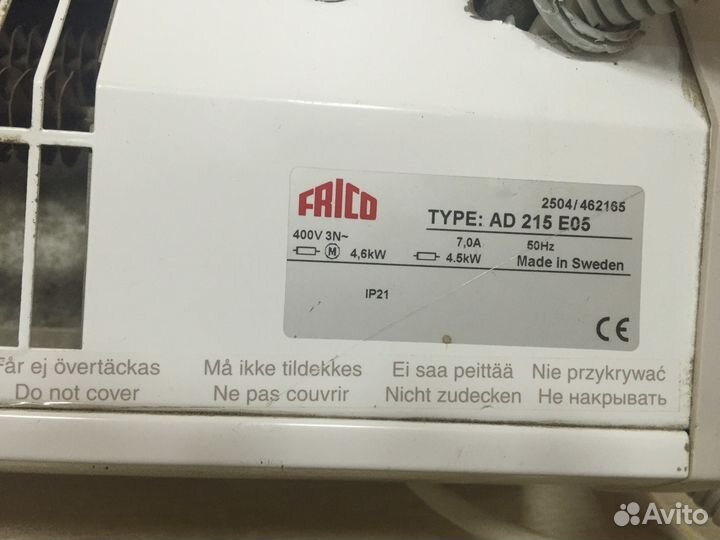 FRICO
2504/462165
TYPE: AD 215 E05
400V 3N~
7,0A
50Hz
M 4,6kW
4.5kW
Made in Sweden
IP21
CE
Får ej övertäckas
Må ikke tildekkes
Ei saa peittää
Nie przykrywać
Do not cover
Ne pas couvrir
Nicht zudecken
Не накрывать
Avito